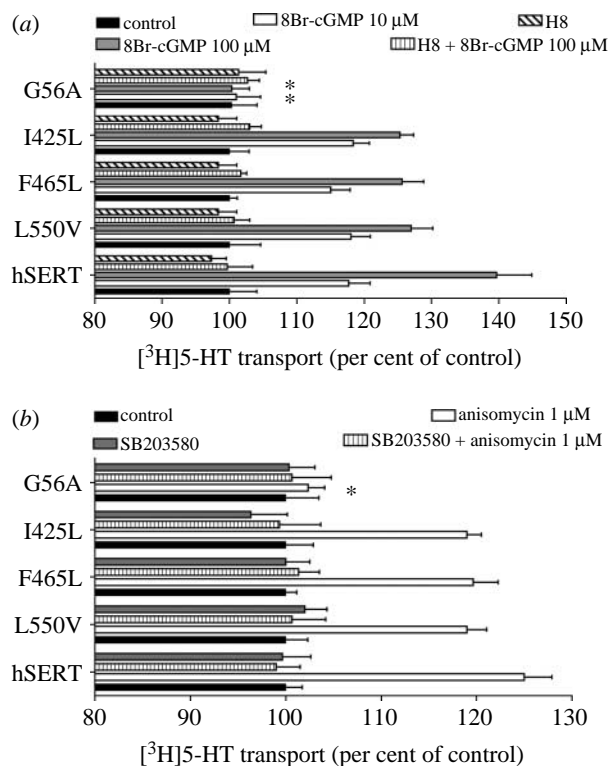 (a)
control
8Br-cGMP 10 μM
H8
8Br-cGMP 100 μM
H8 + 8Br-cGMP 100 μM
G56A
*
*
I425L
F465L
L550V
hSERT
80 90 100 110 120 130 140 150
[³H]5-HT transport (per cent of control)
(b)
control
anisomycin 1 μM
SB203580
SB203580 + anisomycin 1 μM
G56A
*
I425L
F465L
L550V
hSERT
80 90 100 110 120 130
[³H]5-HT transport (per cent of control)